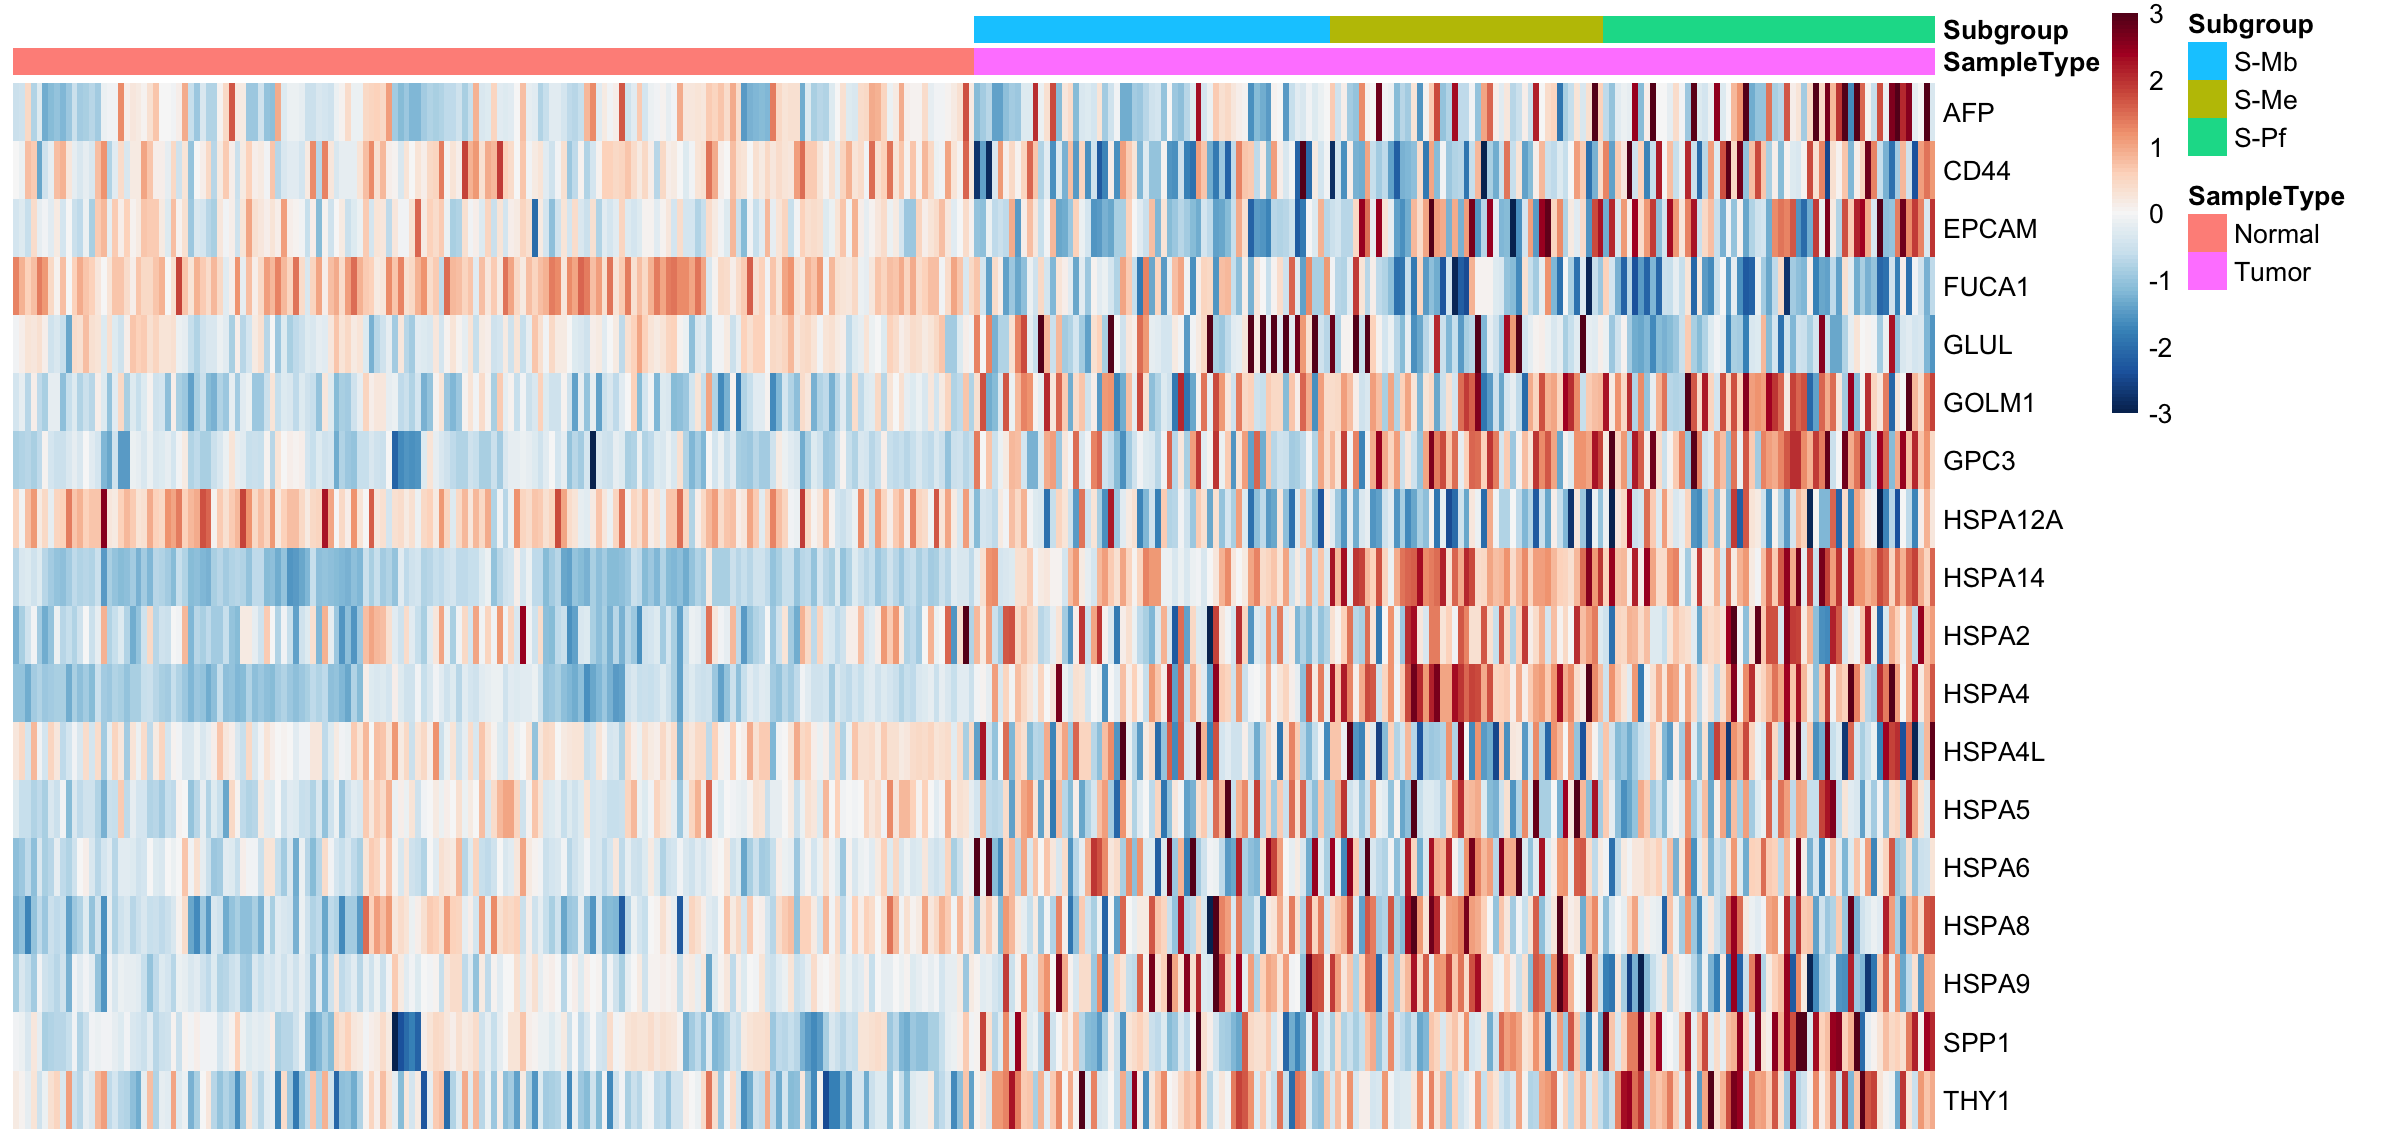 Subgroup
SampleType
AFP
CD44
EPCAM
FUCA1
GLUL
GOLM1
GPC3
HSPA12A
HSPA14
HSPA2
HSPA4
HSPA4L
HSPA5
HSPA6
HSPA8
HSPA9
SPP1
THY1
3
2
1
0
-1
-2
-3
Subgroup
S-Mb
S-Me
S-Pf
SampleType
Normal
Tumor